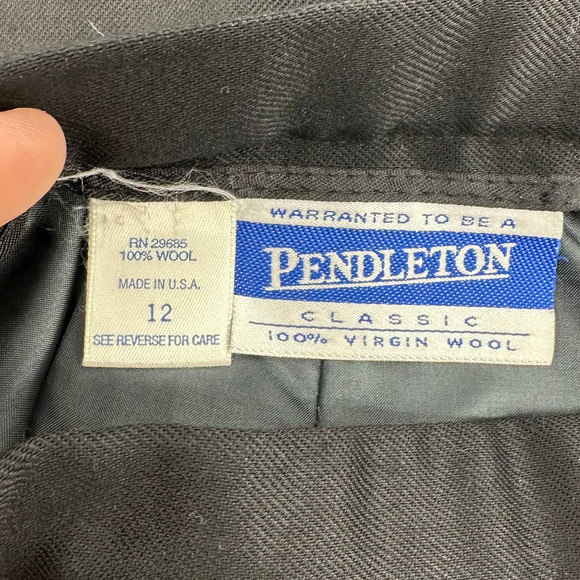 RN 29685
100% WOOL
MADE IN U.S.A.
12
SEE REVERSE FOR CARE
WARRANTED TO BE A
PENDLETON
CLASSIC
100% VIRGIN WOOL